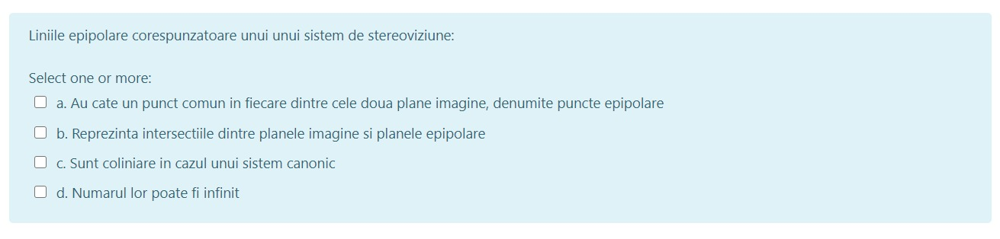 Liniile epipolare corespunzatoare unui unui sistem de stereoviziune:
Select one or more:
a. Au cate un punct comun in fiecare dintre cele doua plane imagine, denumite puncte epipolare
b. Reprezinta intersectiile dintre planele imagine si planele epipolare
c. Sunt coliniare in cazul unui sistem canonic
d. Numarul lor poate fi infinit